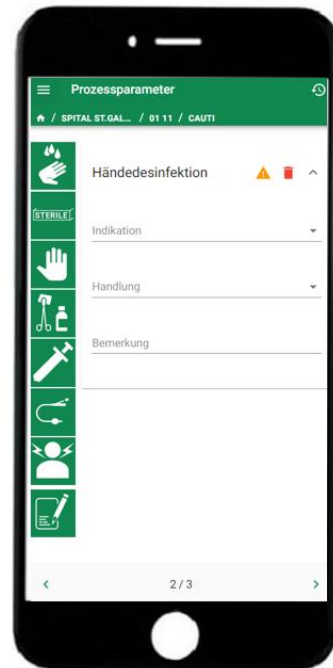 Prozessparameter
/ SPITAL ST.GAL... / 01 11 / CAUTI
Händedesinfektion
STERILE
Indikation
Handlung
Bemerkung
2 / 3